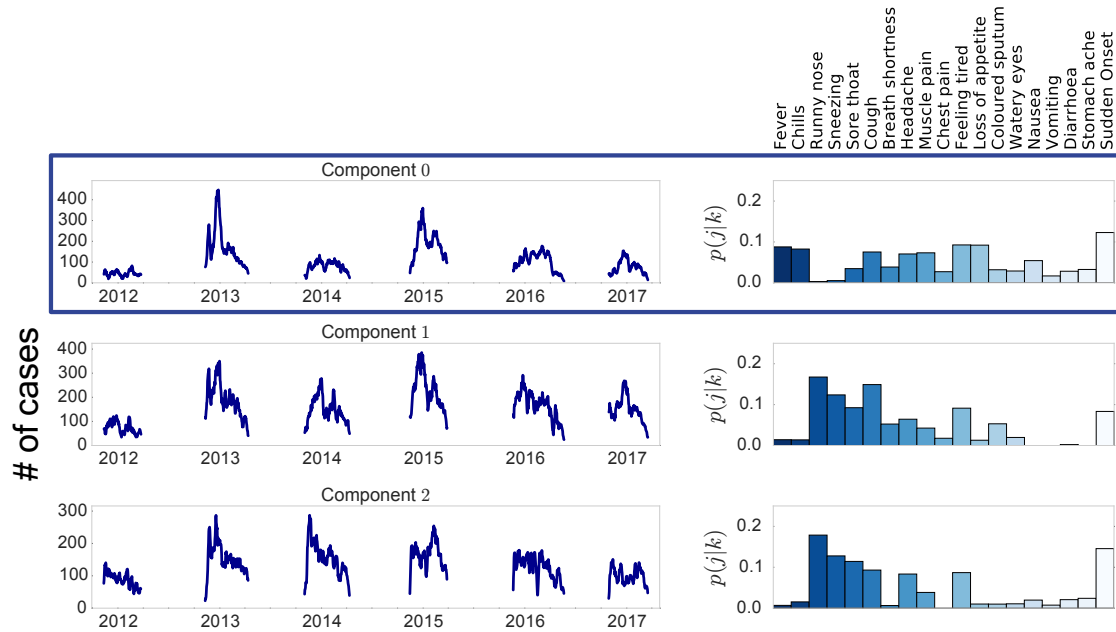 Fever
Chills
Runny nose
Sneezing
Sore thoat
Cough
Breath shortness
Headache
Muscle pain
Chest pain
Feeling tired
Loss of appetite
Coloured sputum
Watery eyes
Nausea
Vomiting
Diarrhoea
Stomach ache
Sudden Onset
# of cases
Component 0
400
300
200
100
0
2012 2013 2014 2015 2016 2017
p(j|k)
0.2
0.1
0.0
Component 1
400
300
200
100
0
2012 2013 2014 2015 2016 2017
p(j|k)
0.2
0.1
0.0
Component 2
300
200
100
0
2012 2013 2014 2015 2016 2017
p(j|k)
0.2
0.1
0.0